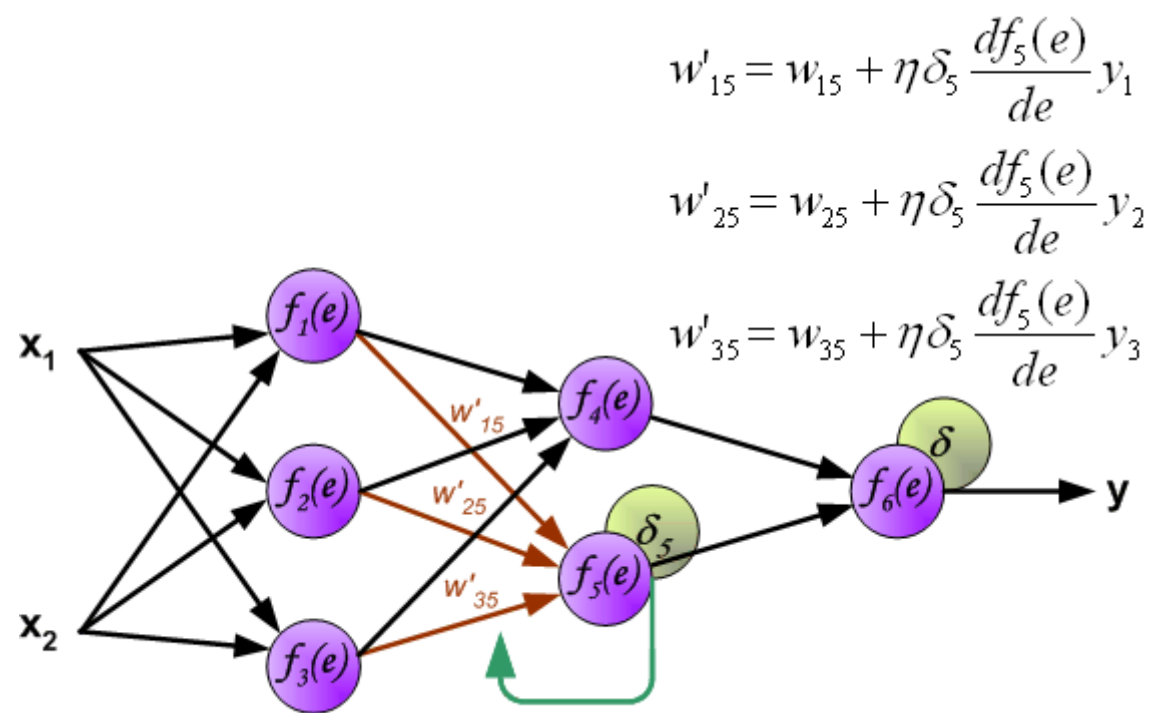 w'₁₅ = w₁₅ + ηδ₅ df₅(e)/de y₁
w'₂₅ = w₂₅ + ηδ₅ df₅(e)/de y₂
w'₃₅ = w₃₅ + ηδ₅ df₅(e)/de y₃
f₁(e)
x₁
f₄(e)
w'₁₅
δ
f₂(e)
w'₂₅
f₆(e)
y
δ₅
f₅(e)
w'₃₅
x₂
f₃(e)